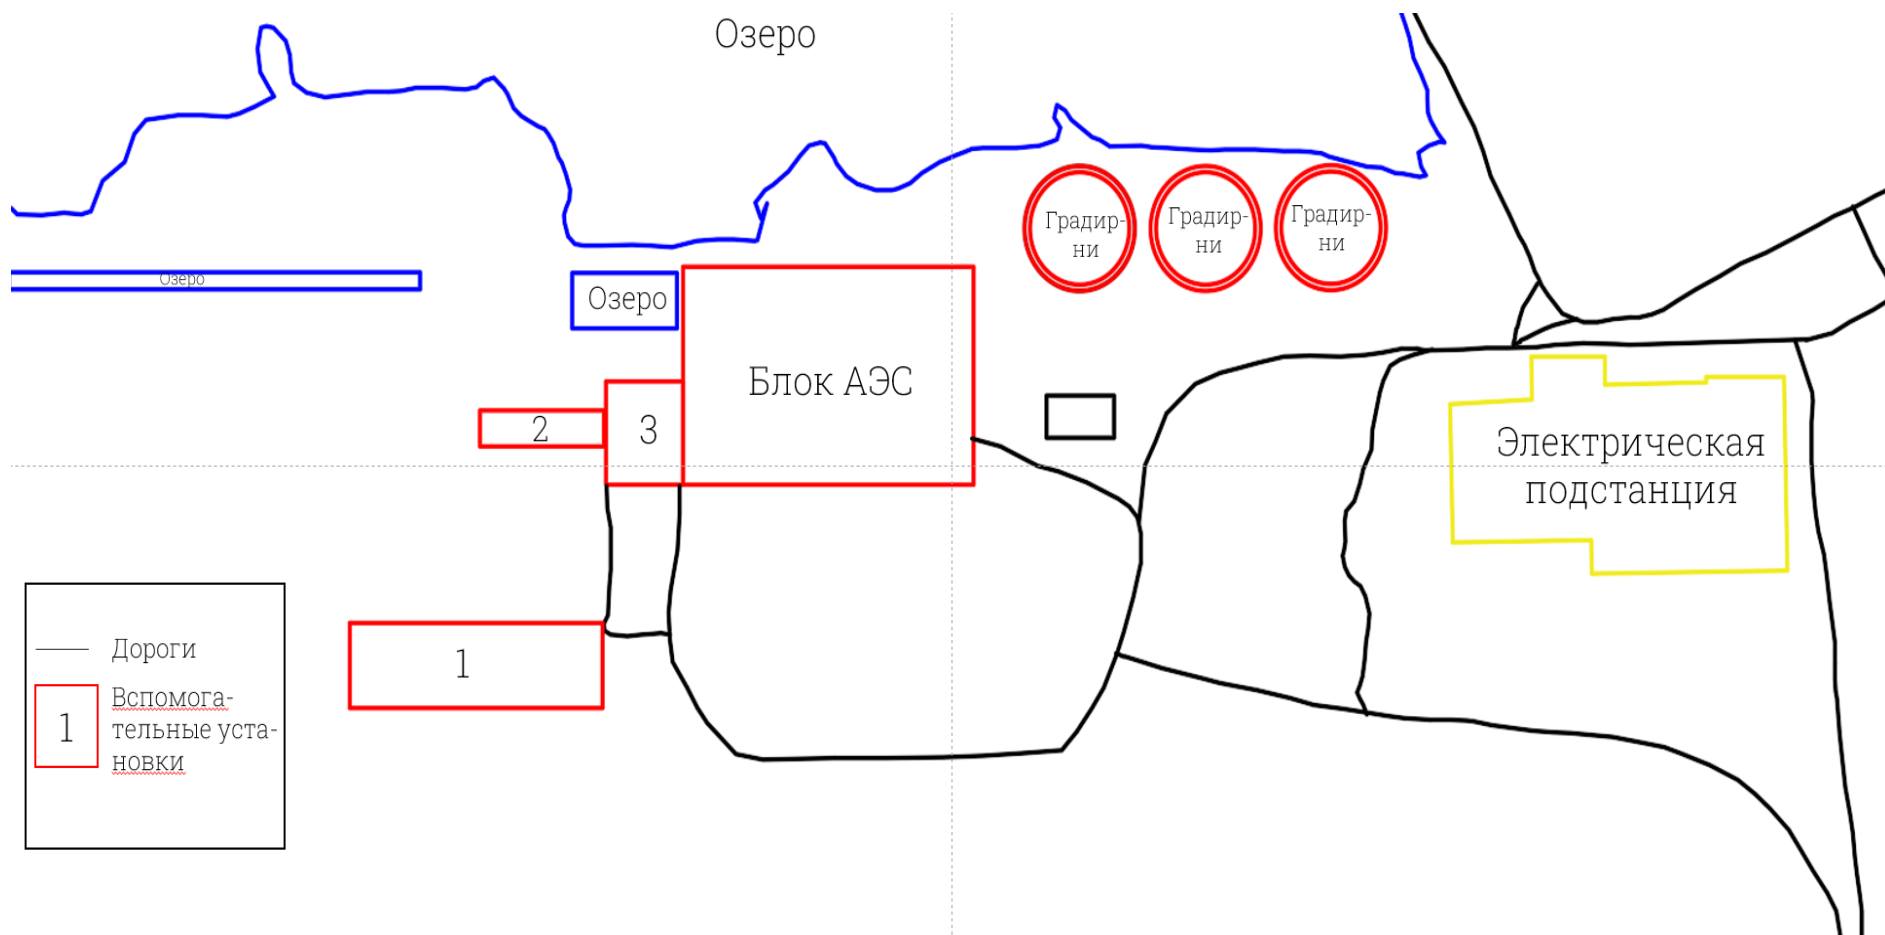 Озеро
Градир-
ни
Градир-
ни
Градир-
ни
Озеро
Озеро
Блок АЭС
2
3
Электрическая
подстанция
1
Дороги
1
Вспомога-
тельные уста-
новки